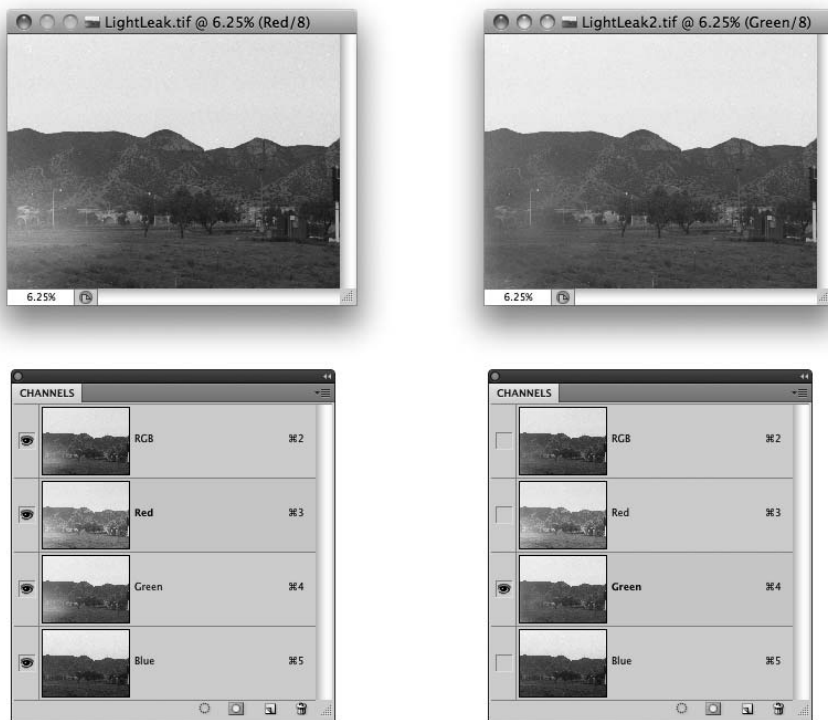 LightLeak.tif @ 6.25% (Red/8)
LightLeak2.tif @ 6.25% (Green/8)
6.25%
6.25%
CHANNELS
RGB ⌘2
Red ⌘3
Green ⌘4
Blue ⌘5
CHANNELS
RGB ⌘2
Red ⌘3
Green ⌘4
Blue ⌘5